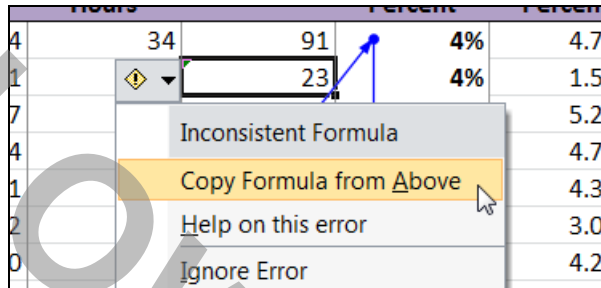 Hours Percent Percent
4 34 91 4% 4.7
1 23 4% 1.5
7 5.2
Inconsistent Formula
4 4.7
Copy Formula from Above
1 4.3
Help on this error
2 3.0
0 4.2
Ignore Error